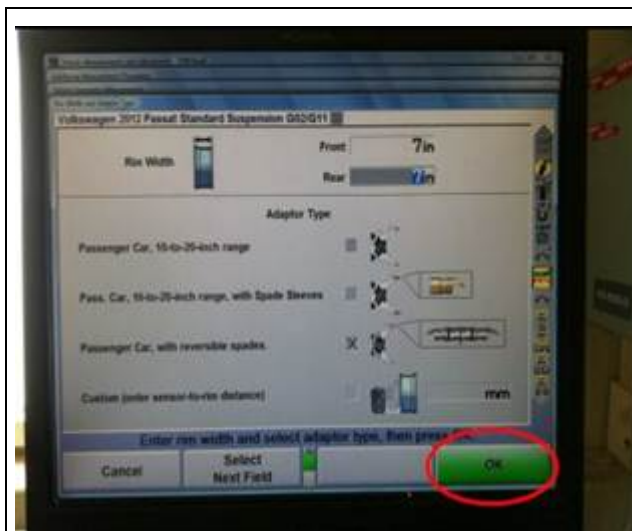 Volkswagen 2012 Passat Standard Suspension G02/G11
Rim Width
Front 7in
Rear 7in
Adaptor Type
Passenger Car, 10-to-20-inch range
Pass. Car, 10-to-20-inch range, with Spade Sleeves
Passenger Car, with reversible spades.
Custom (enter sensor-to-rim distance) mm
Enter rim width and select adaptor type, then press
Cancel
Select
Next Field
OK